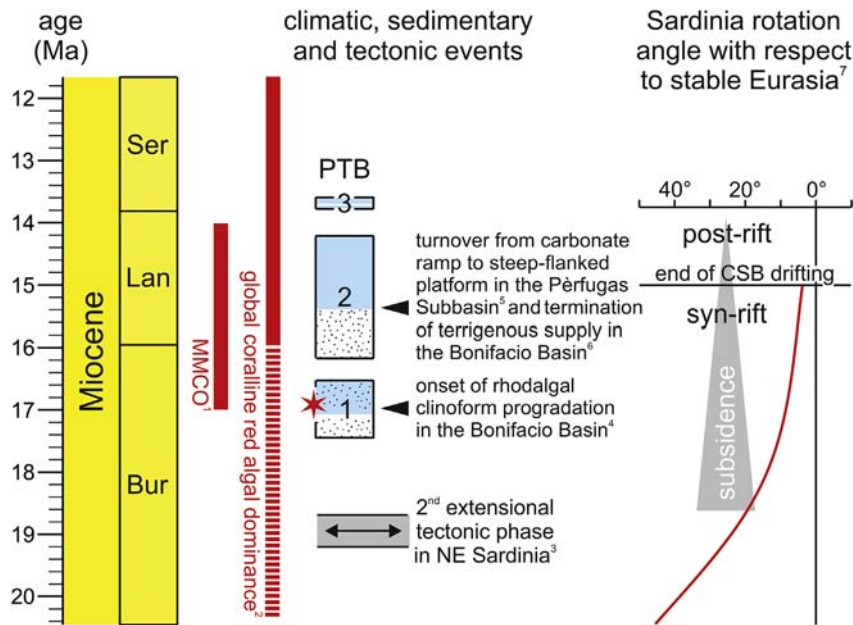 age
(Ma)
climatic, sedimentary
and tectonic events
Sardinia rotation
angle with respect
to stable Eurasia⁷
12
13
14
15
16
17
18
19
20
Miocene
Ser
Lan
Bur
MMCO¹
global coralline red algal dominance²
PTB
3
2
1
turnover from carbonate
ramp to steep-flanked
platform in the Pèrfugas
Subbasin⁵ and termination
of terrigenous supply in
the Bonifacio Basin⁶
onset of rhodalgal
clinoform progradation
in the Bonifacio Basin⁴
2ⁿᵈ extensional
tectonic phase
in NE Sardinia³
40° 20° 0°
post-rift
end of CSB drifting
syn-rift
subsidence